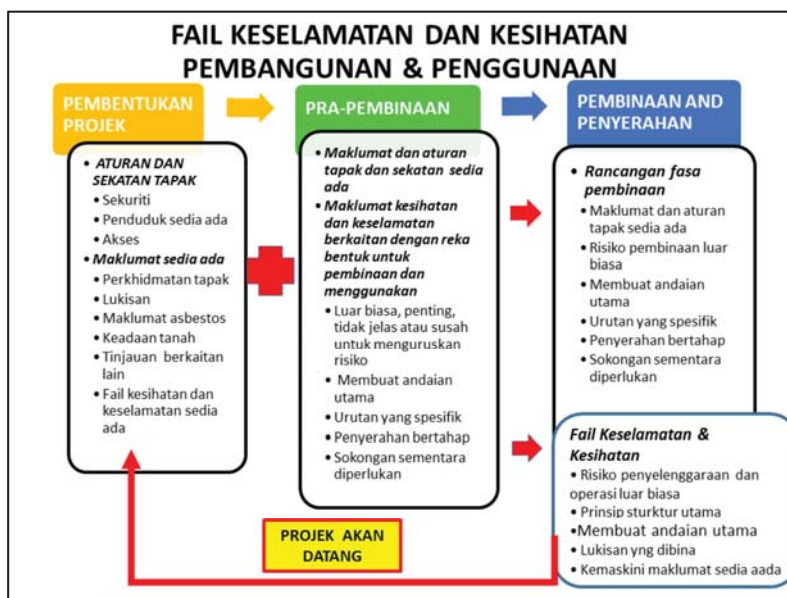 FAIL KESELAMATAN DAN KESIHATAN
PEMBANGUNAN & PENGGUNAAN
PEMBENTUKAN
PROJEK
• ATURAN DAN
SEKATAN TAPAK
• Sekuriti
• Penduduk sedia ada
• Akses
• Maklumat sedia ada
• Perkhidmatan tapak
• Lukisan
• Maklumat asbestos
• Keadaan tanah
• Tinjauan berkaitan
lain
• Fail kesihatan dan
keselamatan sedia
ada
PRA-PEMBINAAN
• Maklumat dan aturan
tapak dan sekatan sedia
ada
• Maklumat kesihatan
dan keselamatan
berkaitan dengan reka
bentuk untuk
pembinaan dan
menggunakan
• Luar biasa, penting,
tidak jelas atau susah
untuk menguruskan
risiko
• Membuat andaian
utama
• Urutan yang spesifik
• Penyerahan bertahap
• Sokongan sementara
diperlukan
PEMBINAAN AND
PENYERAHAN
• Rancangan fasa
pembinaan
• Maklumat dan aturan
tapak sedia ada
• Risiko pembinaan luar
biasa
• Membuat andaian
utama
• Urutan yang spesifik
• Penyerahan bertahap
• Sokongan sementara
diperlukan
Fail Keselamatan &
Kesihatan
• Risiko penyelenggaraan dan
operasi luar biasa
• Prinsip sturktur utama
• Membuat andaian utama
• Lukisan yng dibina
• Kemaskini maklumat sedia aada
PROJEK AKAN
DATANG